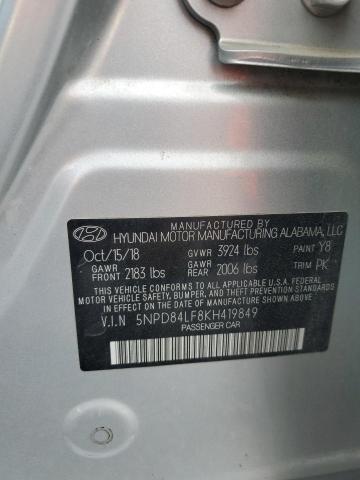 MANUFACTURED BY
HYUNDAI MOTOR MANUFACTURING ALABAMA, LLC
Oct/15/18 GVWR 3924 lbs PAINT Y8
GAWR FRONT 2183 lbs GAWR REAR 2006 lbs TRIM PK
THIS VEHICLE CONFORMS TO ALL APPLICABLE U.S.A FEDERAL
MOTOR VEHICLE SAFETY, BUMPER, AND THEFT PREVENTION
STANDARDS IN EFFECT ON THE DATE OF MANUFACTURE
SHOWN ABOVE.
V.I.N 5NPD84LF8KH419849
PASSENGER CAR